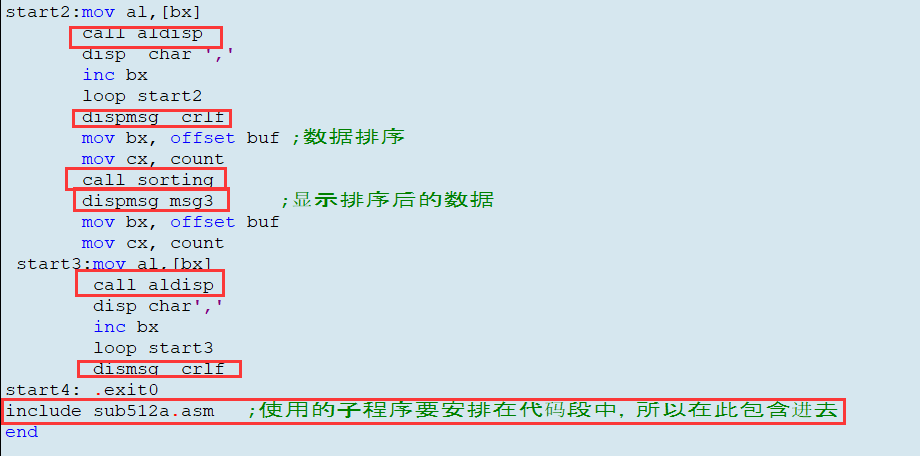 start2:mov al,[bx]
call aldisp
disp char ','
inc bx
loop start2
dispmsg crlf
mov bx, offset buf ;数据排序
mov cx, count
call sorting
dispmsg msg3 ;显示排序后的数据
mov bx, offset buf
mov cx, count
start3:mov al,[bx]
call aldisp
disp char','
inc bx
loop start3
dismsg crlf
start4: .exit0
include sub512a.asm ;使用的子程序要安排在代码段中，所以在此包含进去
end